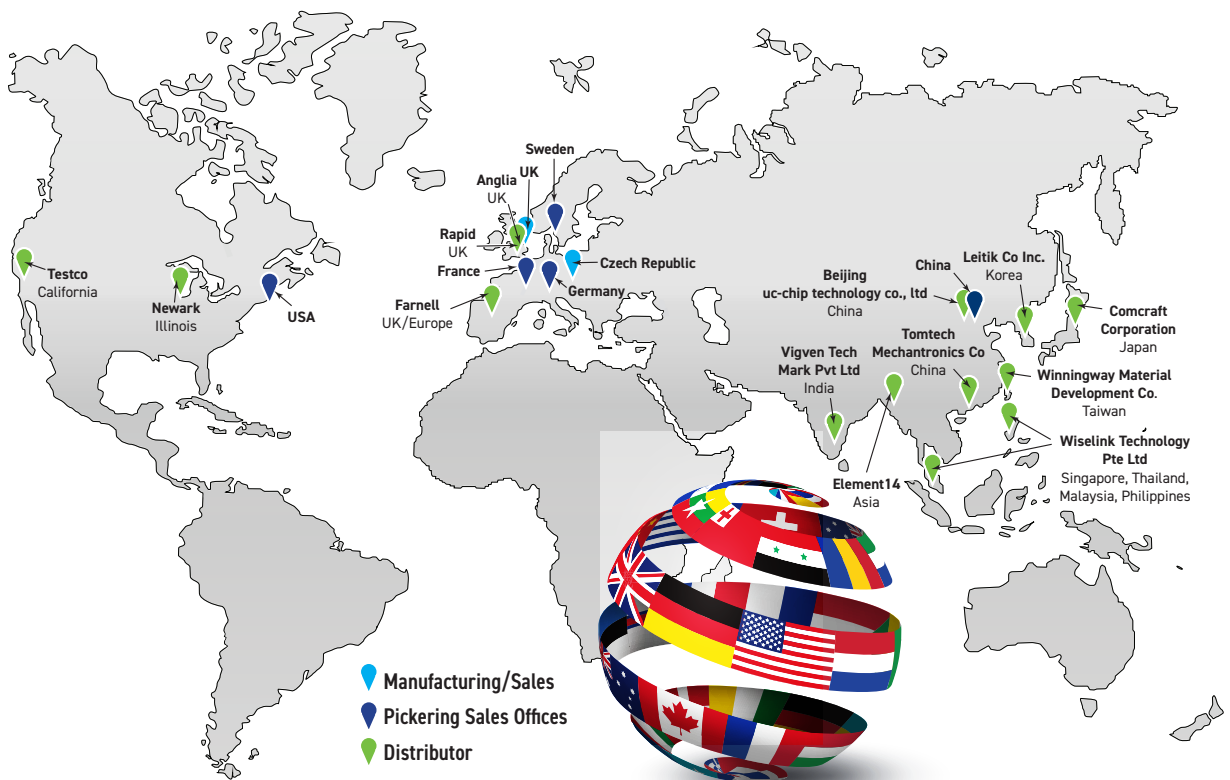 Sweden
Anglia
UK
UK
Rapid
UK
France
Czech Republic
Germany
Farnell
UK/Europe
Testco
California
Newark
Illinois
USA
Beijing
uc-chip technology co., ltd
China
China
Leitik Co Inc.
Korea
Comcraft
Corporation
Japan
Tomtech
Mechantronics Co
China
Vigven Tech
Mark Pvt Ltd
India
Winningway Material
Development Co.
Taiwan
Wiselink Technology
Pte Ltd
Singapore, Thailand,
Malaysia, Philippines
Element14
Asia
Manufacturing/Sales
Pickering Sales Offices
Distributor